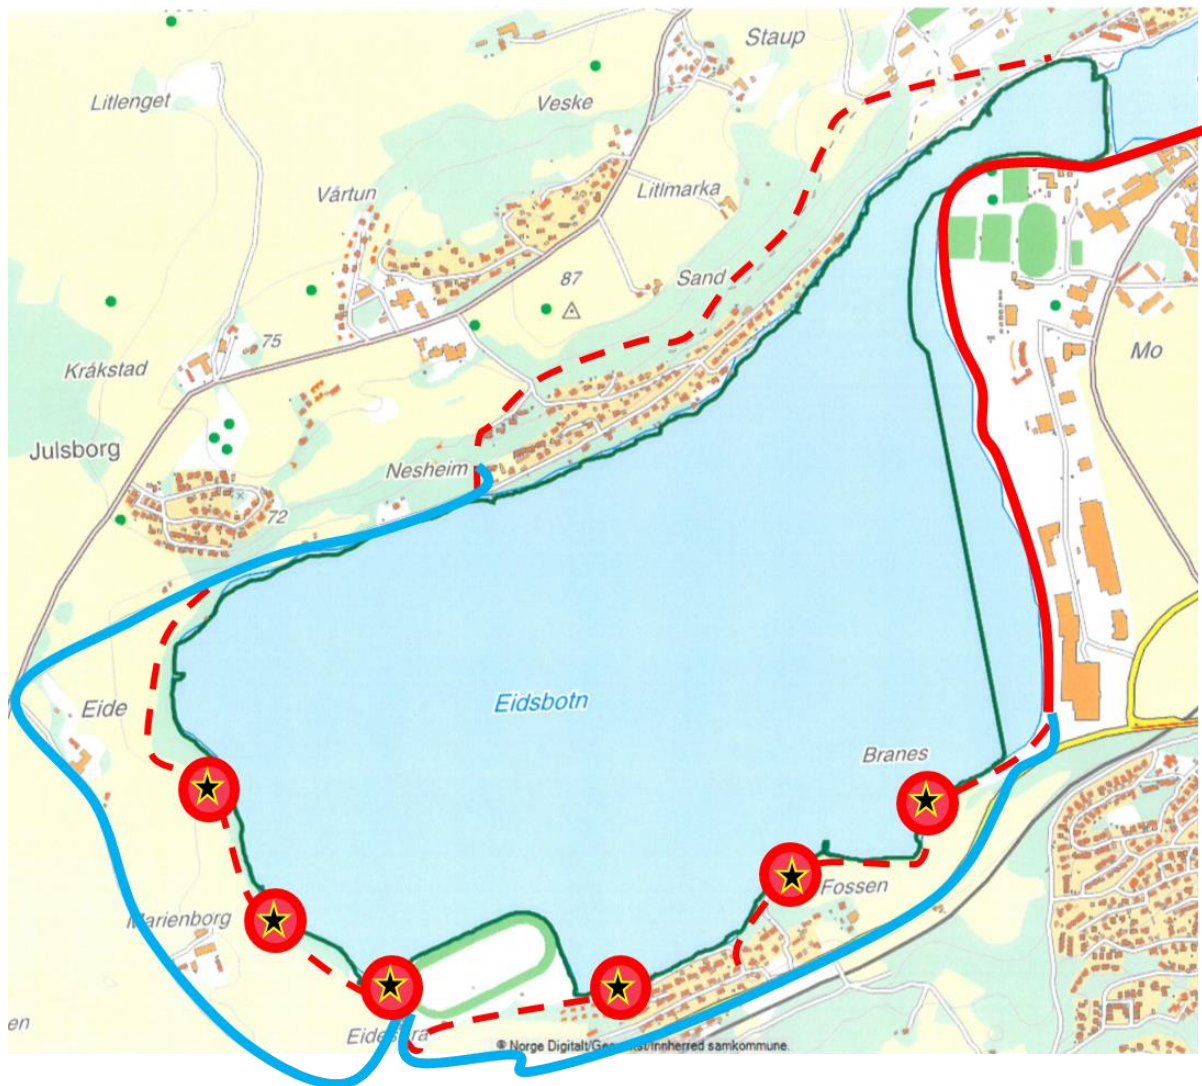 Staup
Litlenget
Veske
Vårtun
Litlmarka
87
Sand
75
Mo
Kråkstad
Julsborg
Nesheim
72
Eidsbotn
Eide
Branes
Fossen
Marienborg
en
© Norge Digitalt/Geo
/Innherred samkommune.